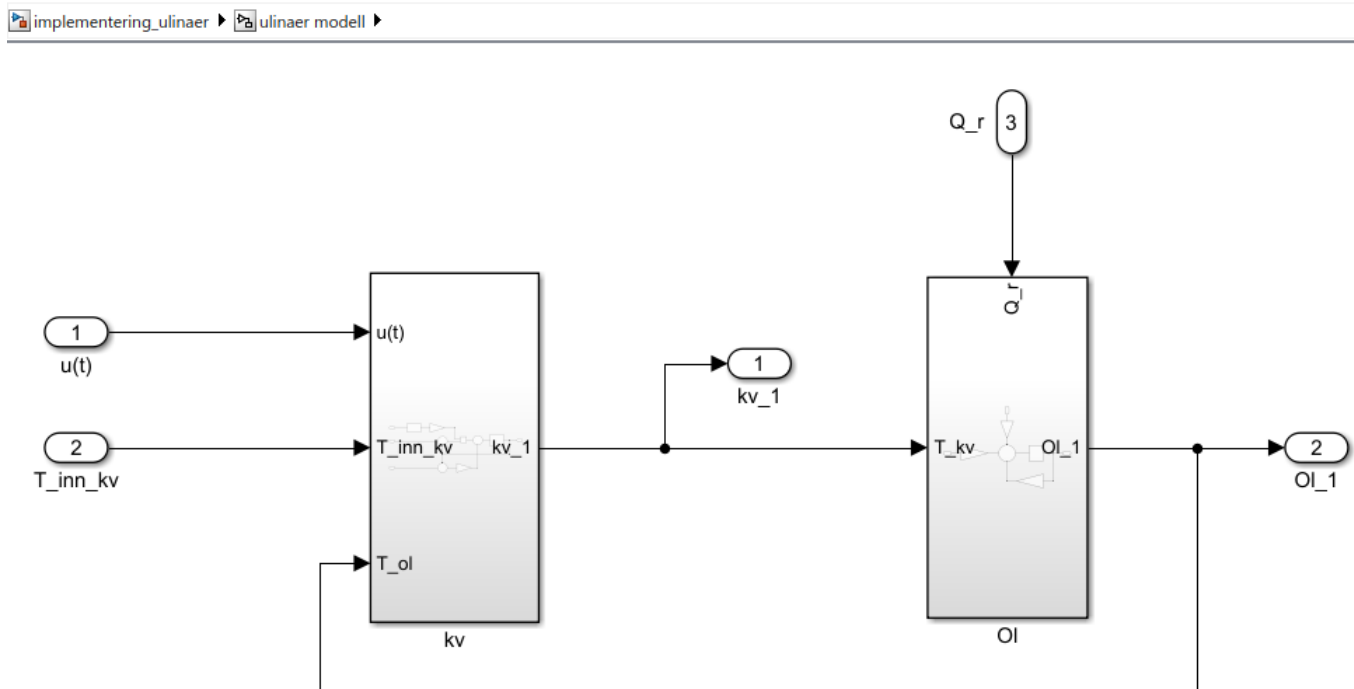 implementering_ulinaer ulinaer modell
Q_r 3
Q_r
1
u(t)
u(t)
1
kv_1
2
T_inn_kv
T_inn_kv kv_1
T_kv Ol_1
2
Ol_1
T_ol
kv
Ol